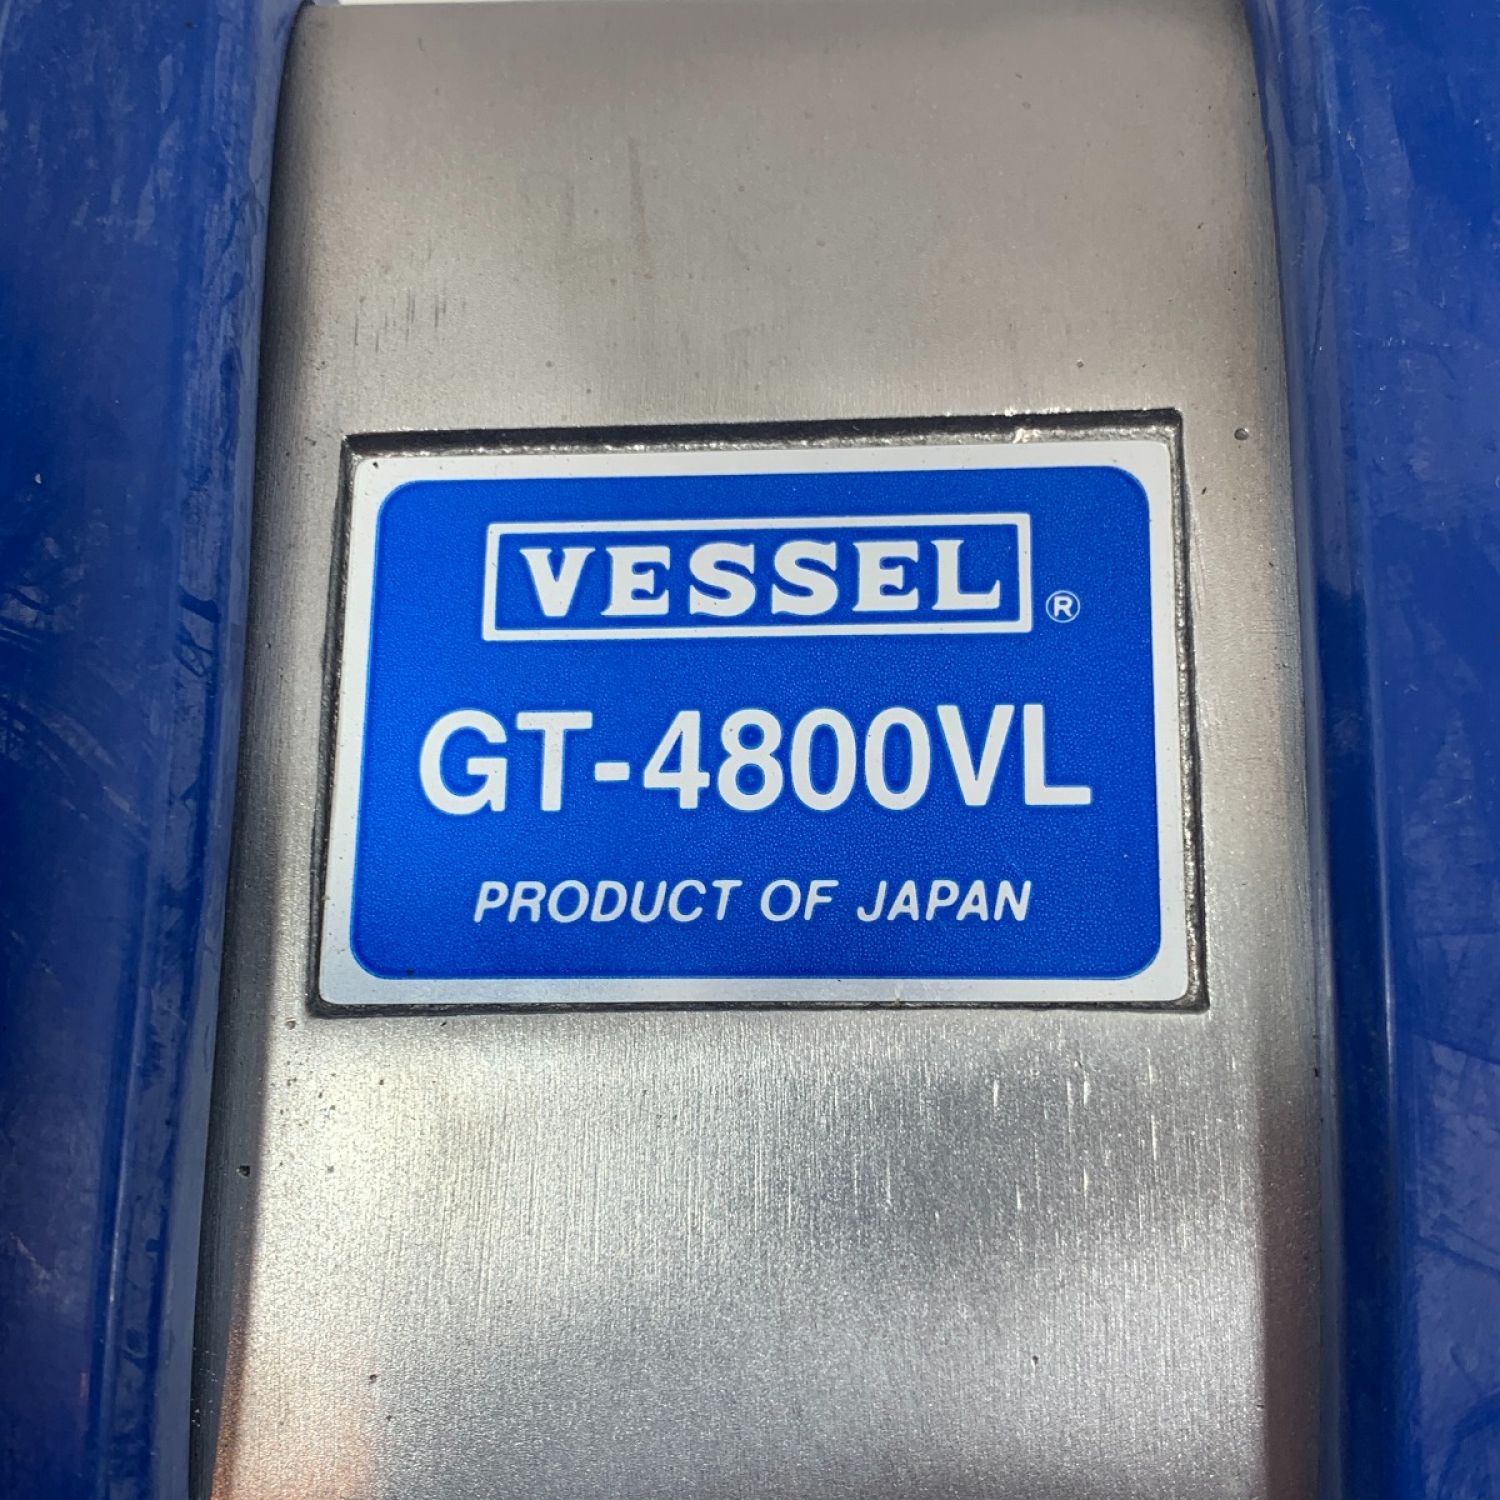 VESSEL ®
GT-4800VL
PRODUCT OF JAPAN